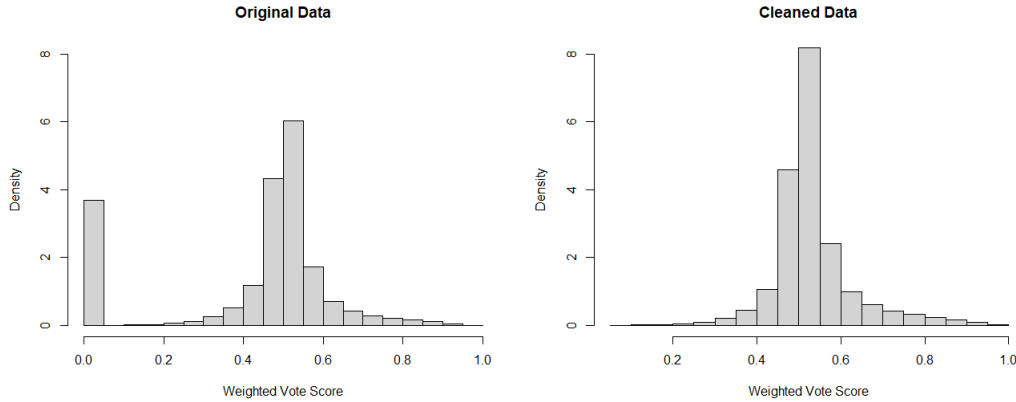 Original Data
8
6
4
2
0
Density
0.0 0.2 0.4 0.6 0.8 1.0
Weighted Vote Score
Cleaned Data
8
6
4
2
0
Density
0.2 0.4 0.6 0.8 1.0
Weighted Vote Score